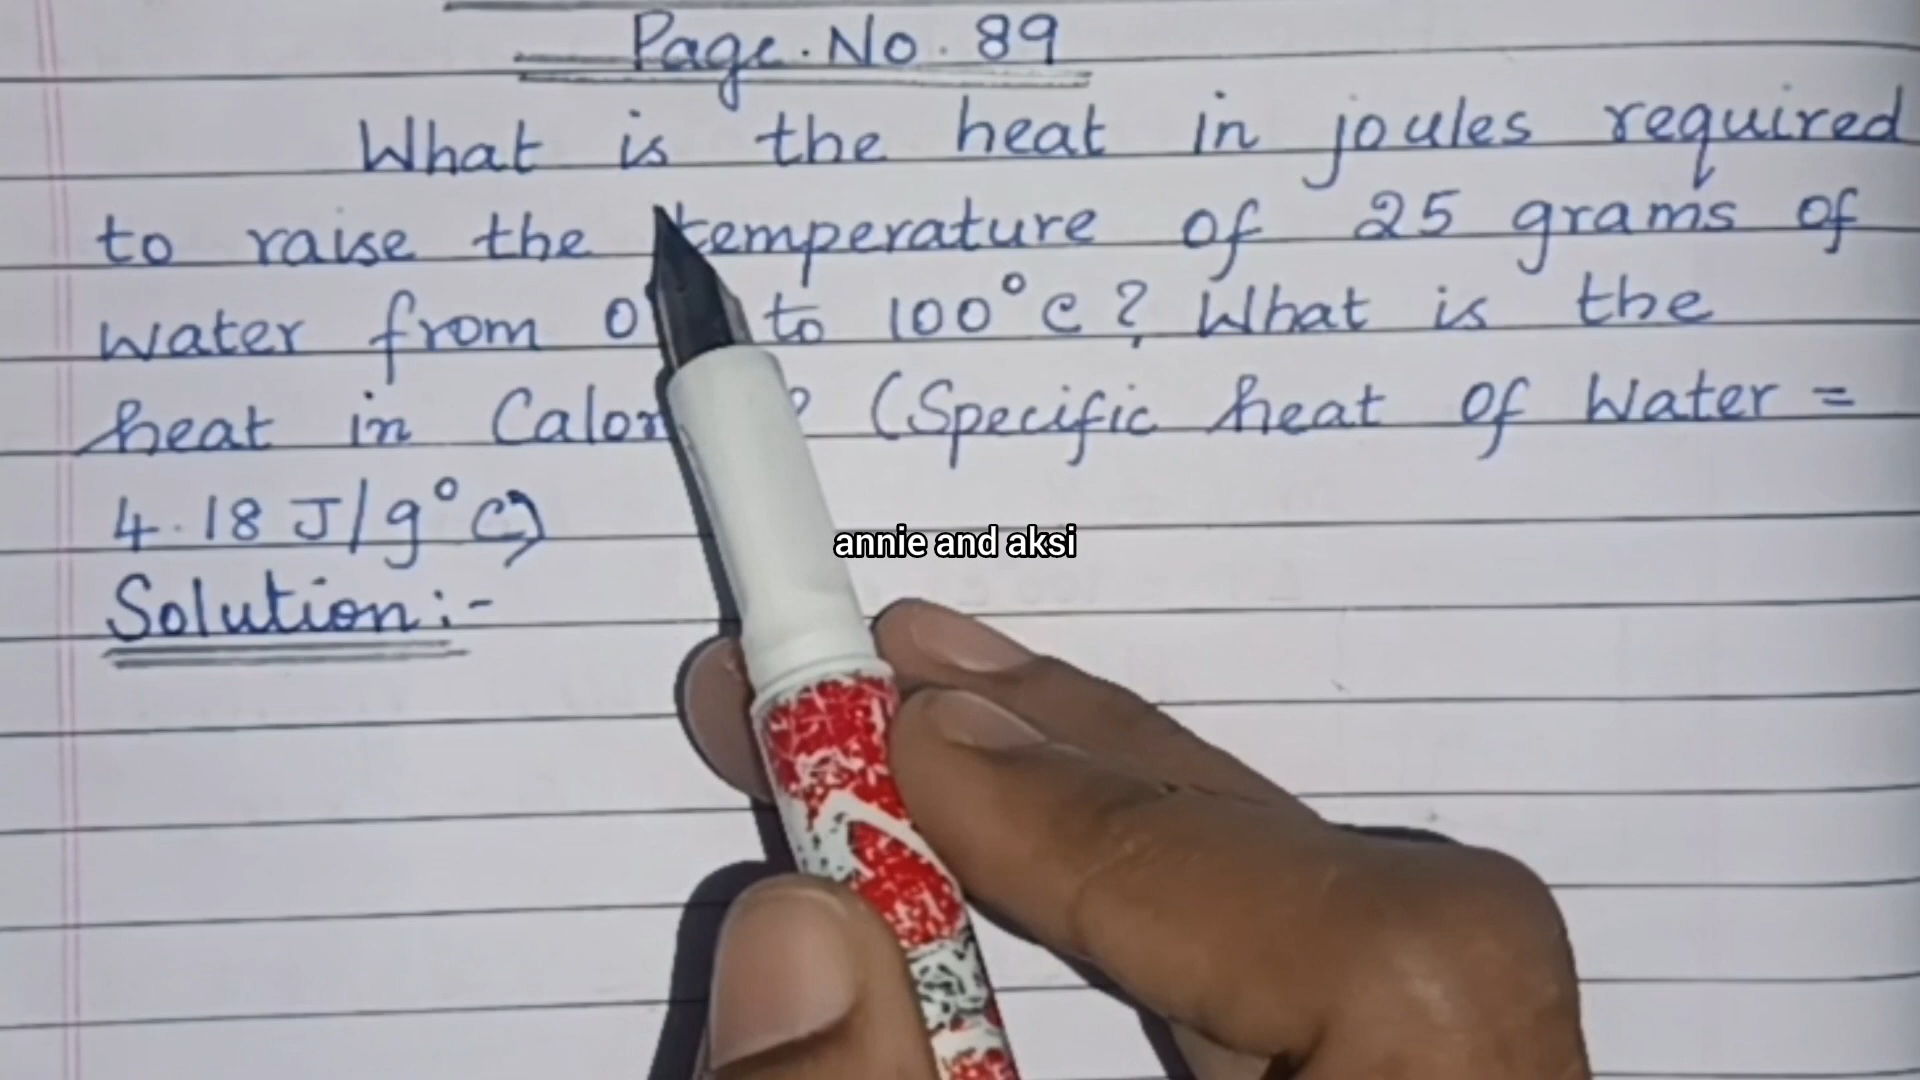 Page. No. 89
What is the heat in joules required
to raise the temperature of 25 grams of
water from 0 to 100°C? What is the
heat in ? (Specific heat of Water =
4.18 J/g°C)
annie and aksi
Solution:-